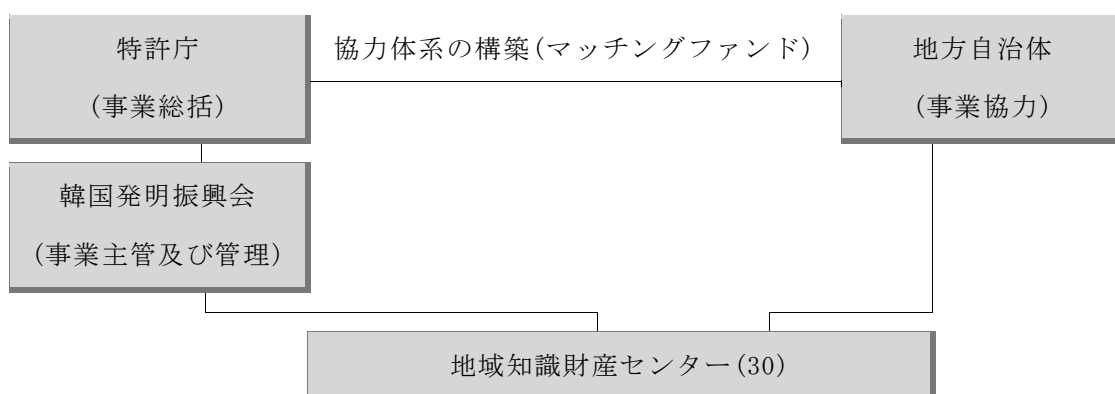 特許庁
(事業総括)
協力体系の構築(マッチングファンド)
地方自治体
(事業協力)
韓国発明振興会
(事業主管及び管理)
地域知識財産センター(30)